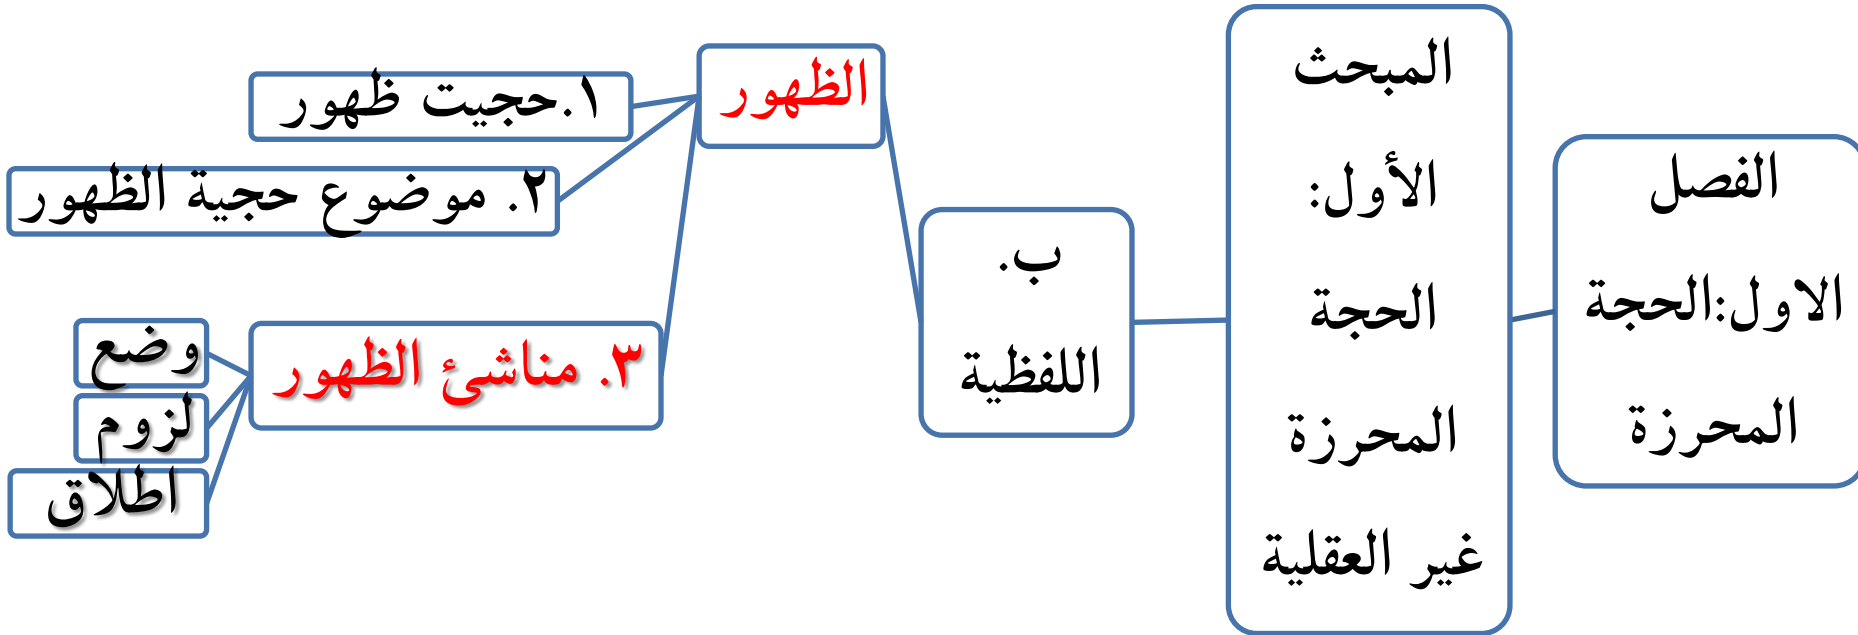 الفصل
الاول:الحجة
المحرزة
المبحث
الأول:
الحجة
المحرزة
غير العقلية
ب.
اللفظية
الظهور
١.حجيت ظهور
٢. موضوع حجية الظهور
٣. مناشئ الظهور
وضع
لزوم
اطلاق